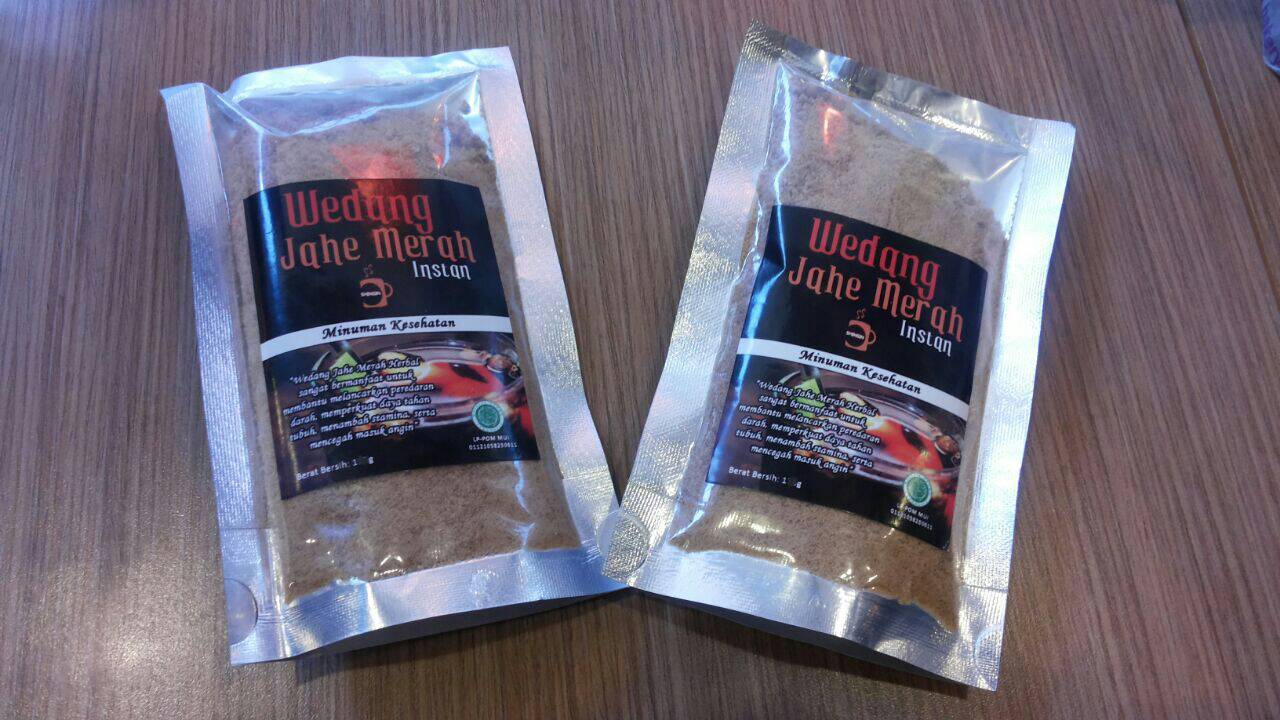 Wedang
Jahe Merah
Instan
Minuman Kesehatan
"Wedang Jahe Merah Herbal
sangat bermanfaat untuk
membantu melancarkan peredaran
darah, memperkuat daya tahan
tubuh, menambah stamina, serta
mencegah masuk angin"
LP-POM MUI
Berat Bersih:
Wedang
Jahe Merah
Instan
Minuman Kesehatan
"Wedang Jahe Merah Herbal
sangat bermanfaat untuk
membantu melancarkan peredaran
darah, memperkuat daya tahan
tubuh, menambah stamina, serta
mencegah masuk angin"
Berat Bersih:
LP-POM MUI